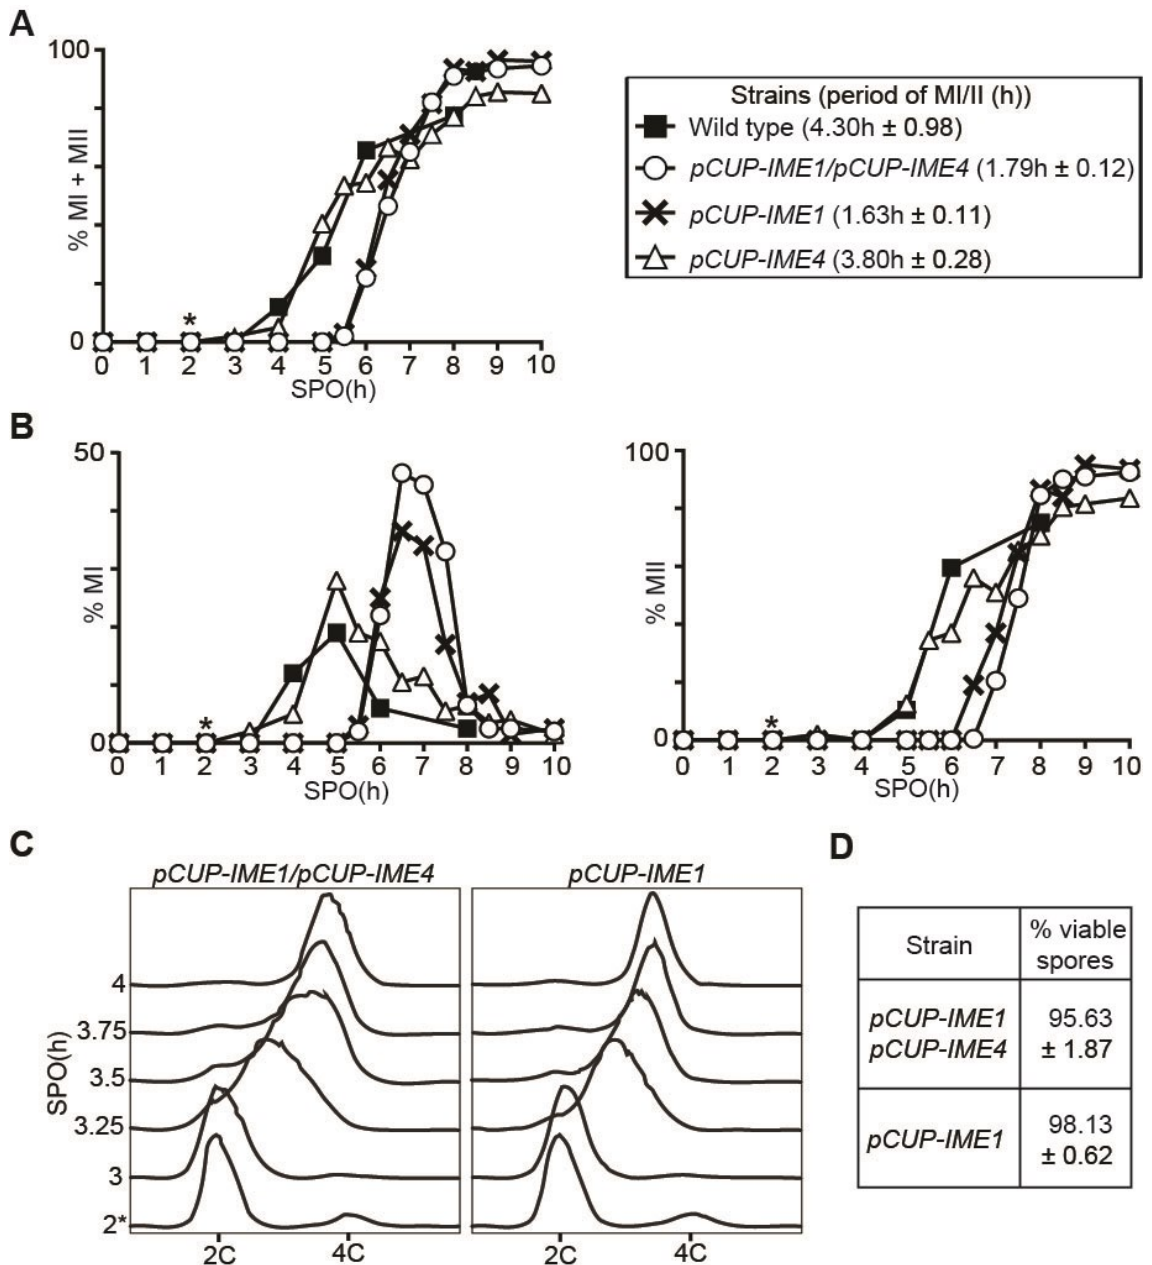 A
100
% MI + MII
0
*
0 1 2 3 4 5 6 7 8 9 10
SPO(h)
Strains (period of MI/II (h))
Wild type (4.30h ± 0.98)
pCUP-IME1/pCUP-IME4 (1.79h ± 0.12)
pCUP-IME1 (1.63h ± 0.11)
pCUP-IME4 (3.80h ± 0.28)
B
50
% MI
0
*
0 1 2 3 4 5 6 7 8 9 10
SPO(h)
100
% MII
0
*
0 1 2 3 4 5 6 7 8 9 10
SPO(h)
C
pCUP-IME1/pCUP-IME4
pCUP-IME1
SPO(h)
4
3.75
3.5
3.25
3
2*
2C 4C
2C 4C
D
Strain
% viable
spores
pCUP-IME1
pCUP-IME4
95.63
± 1.87
pCUP-IME1
98.13
± 0.62